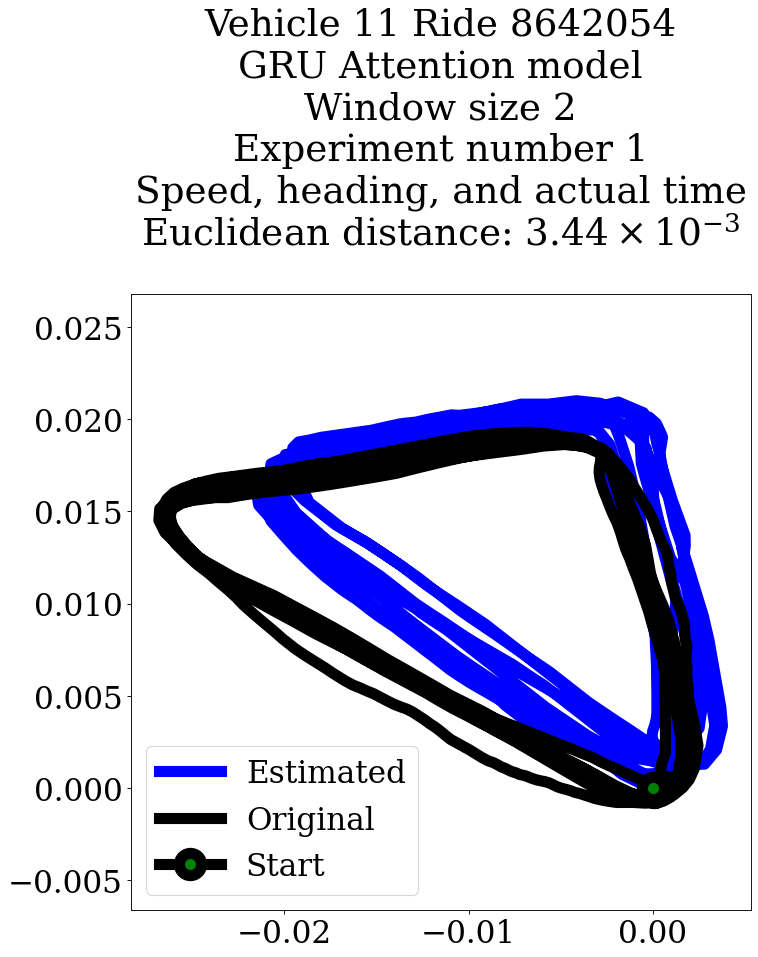 Vehicle 11 Ride 8642054
GRU Attention model
Window size 2
Experiment number 1
Speed, heading, and actual time
Euclidean distance: 3.44 × 10⁻³
0.025
0.020
0.015
0.010
0.005
0.000
−0.005
Estimated
Original
Start
−0.02
−0.01
0.00